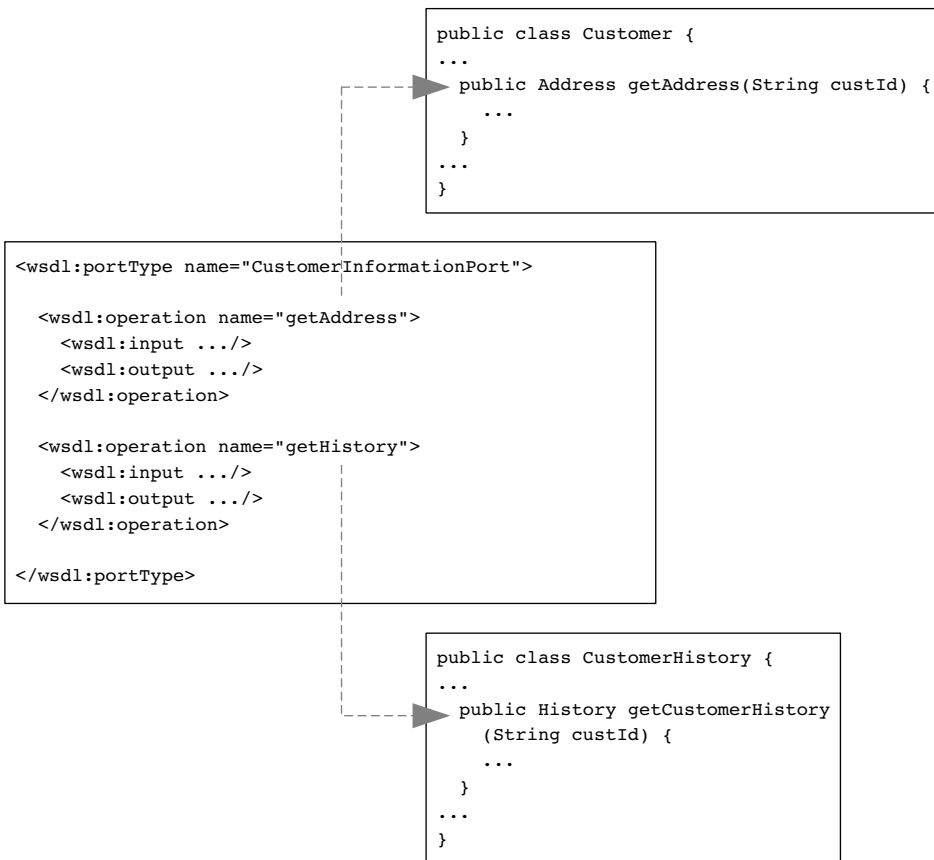 public class Customer {
...
  public Address getAddress(String custId) {
    ...
  }
...
}
<wsdl:portType name="CustomerInformationPort">
  <wsdl:operation name="getAddress">
    <wsdl:input .../>
    <wsdl:output .../>
  </wsdl:operation>
  <wsdl:operation name="getHistory">
    <wsdl:input .../>
    <wsdl:output .../>
  </wsdl:operation>
</wsdl:portType>
public class CustomerHistory {
...
  public History getCustomerHistory
    (String custId) {
    ...
  }
...
}